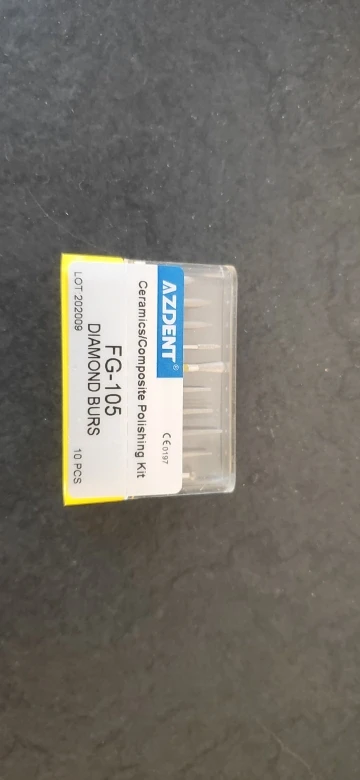 AZDENT®
Ceramics/Composite Polishing Kit
CE0197
FG-105
DIAMOND BURS
LOT 202009
10 PCS